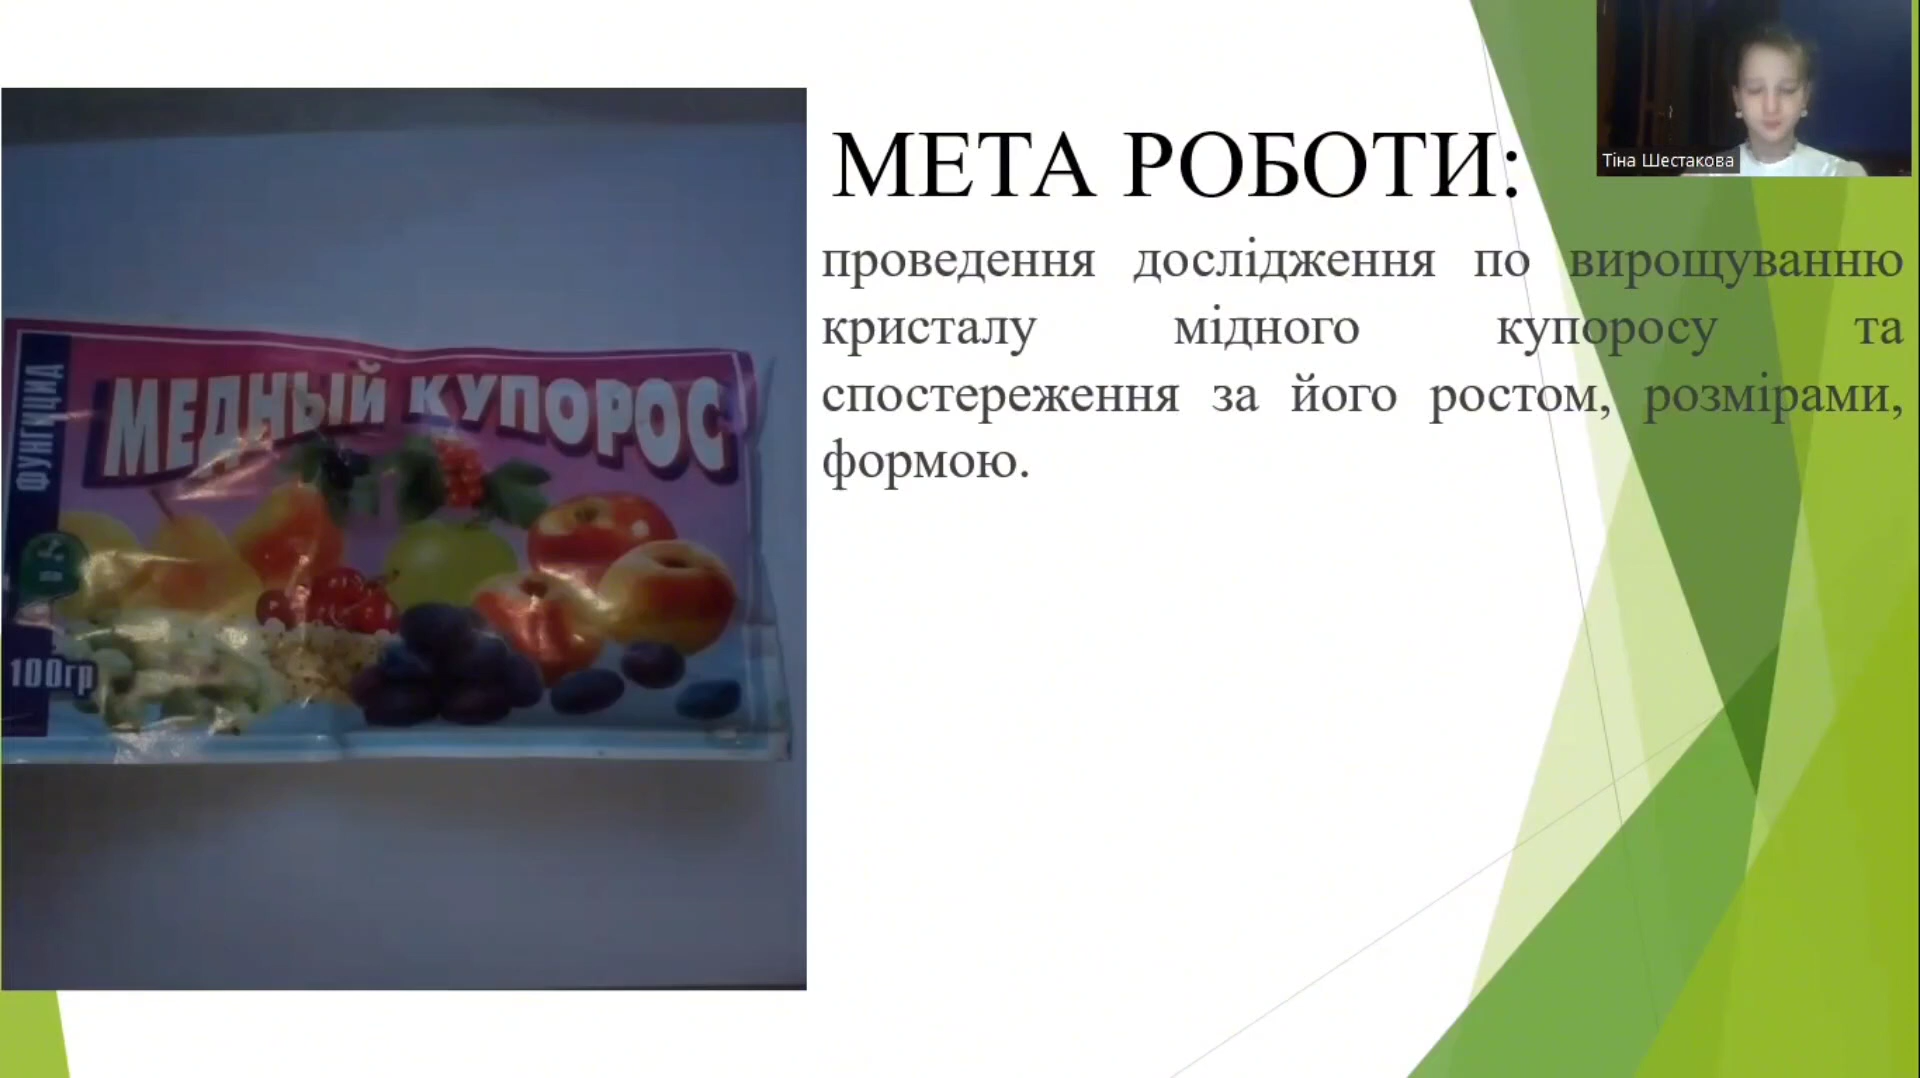 Тіна Шестакова
МЕТА РОБОТИ:
проведення дослідження по вирощуванню
кристалу мідного купоросу та
спостереження за його ростом, розмірами,
формою.
ФУНГИЦИД
МЕДНЫЙ КУПОРОС
100гр